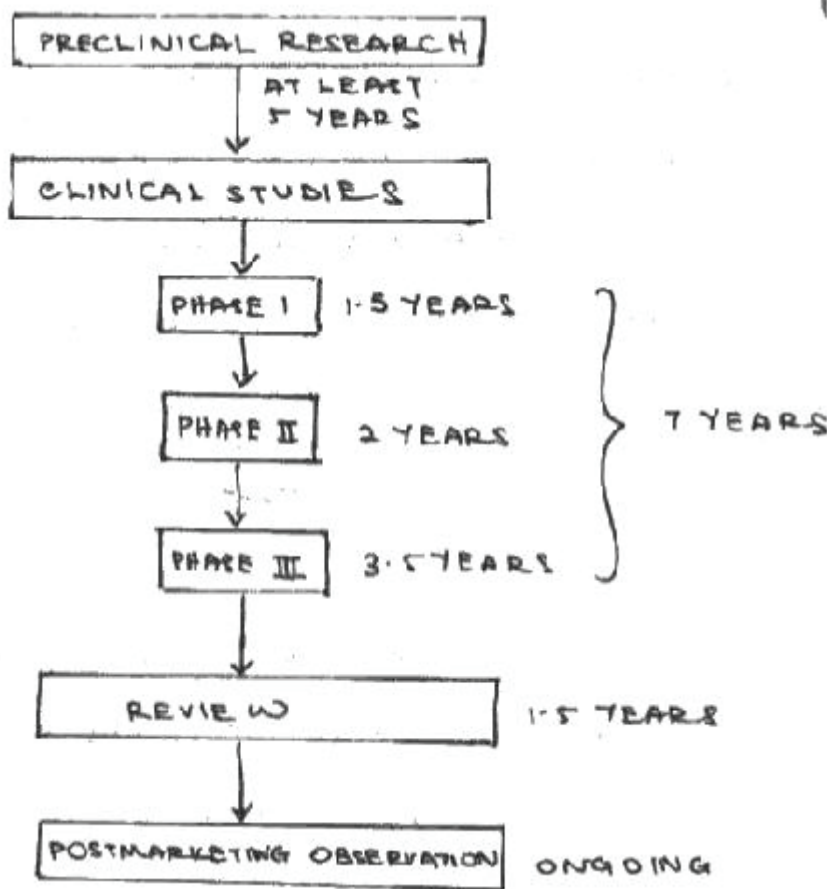 PRECLINICAL RESEARCH
AT LEAST
5 YEARS
CLINICAL STUDIES
PHASE I 1.5 YEARS
PHASE II 2 YEARS
7 YEARS
PHASE III 3.5 YEARS
REVIEW 1.5 YEARS
POSTMARKETING OBSERVATION ONGOING